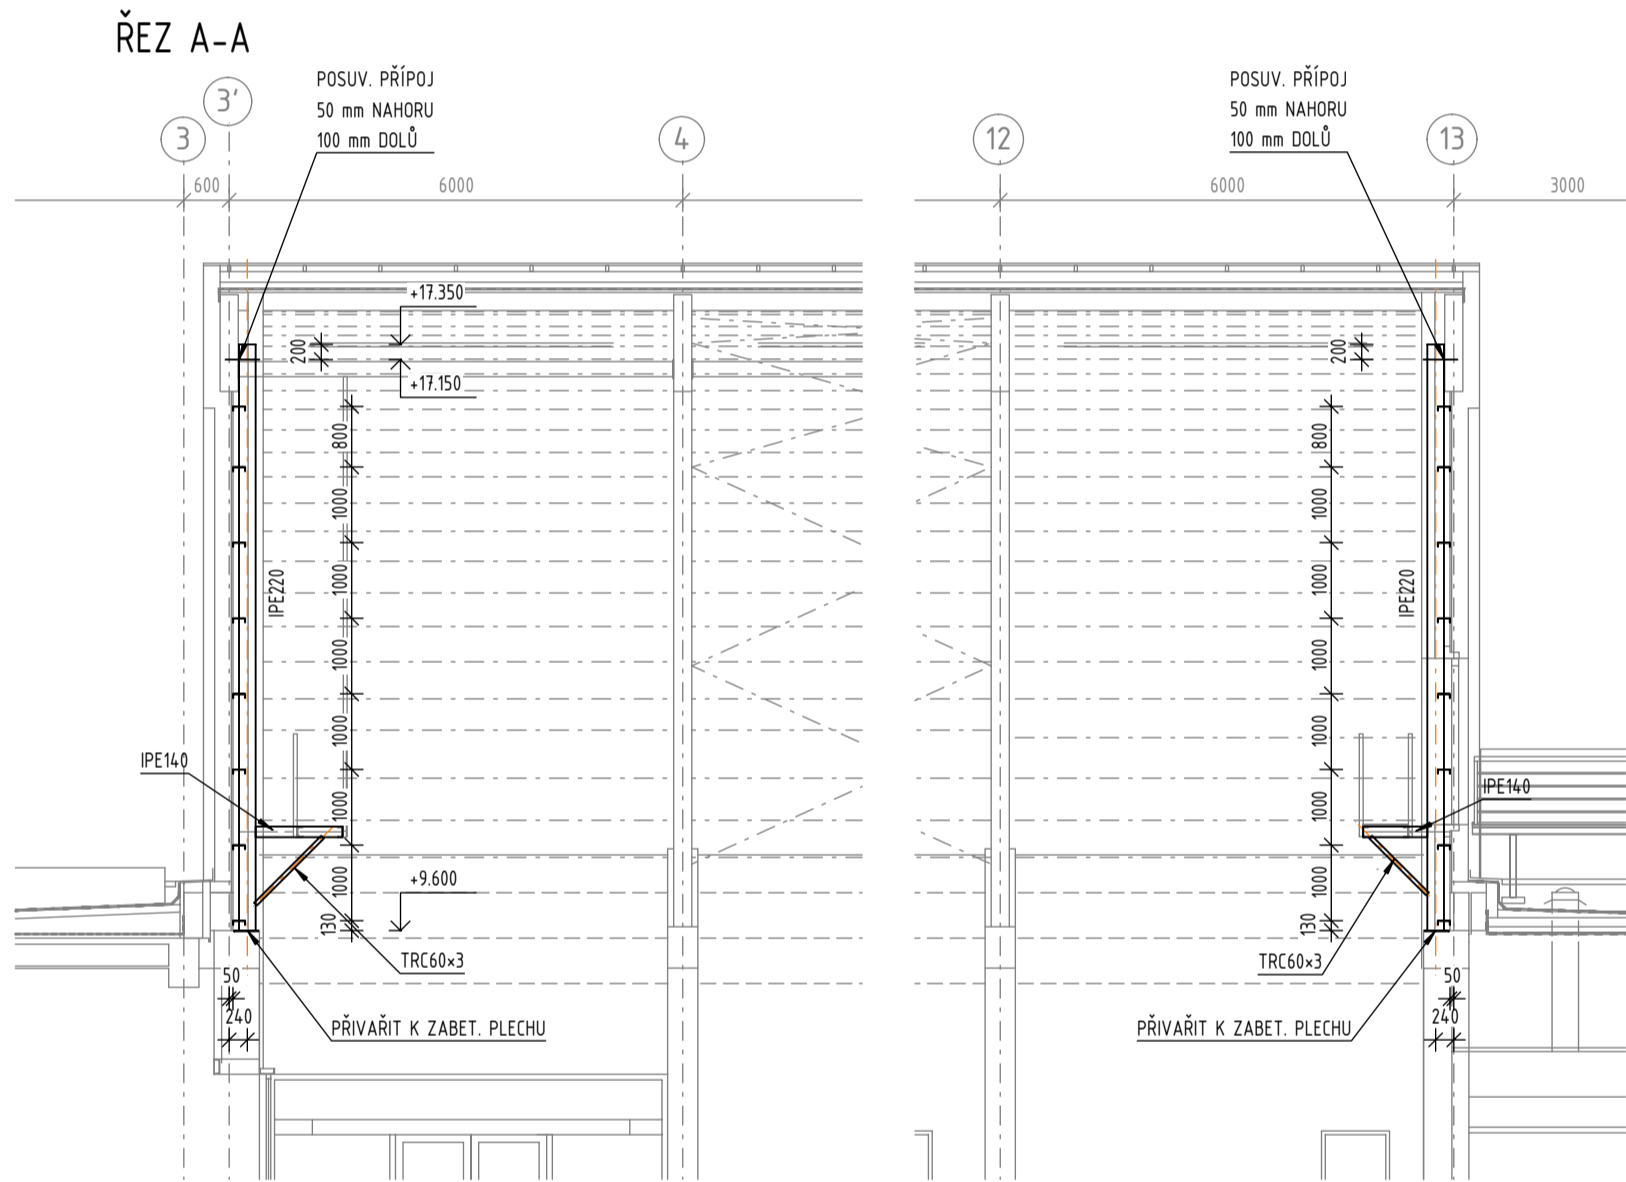 ŘEZ A-A
POSUV. PŘÍPOJ
50 mm NAHORU
100 mm DOLŮ
POSUV. PŘÍPOJ
50 mm NAHORU
100 mm DOLŮ
3
3'
4
12
13
600
6000
6000
3000
+17.350
200
+17.150
200
800
1000
1000
1000
1000
1000
1000
130
IPE220
IPE140
+9.600
TRC60×3
50
240
PŘIVAŘIT K ZABET. PLECHU
800
1000
1000
1000
1000
1000
1000
130
IPE220
IPE140
TRC60×3
50
240
PŘIVAŘIT K ZABET. PLECHU